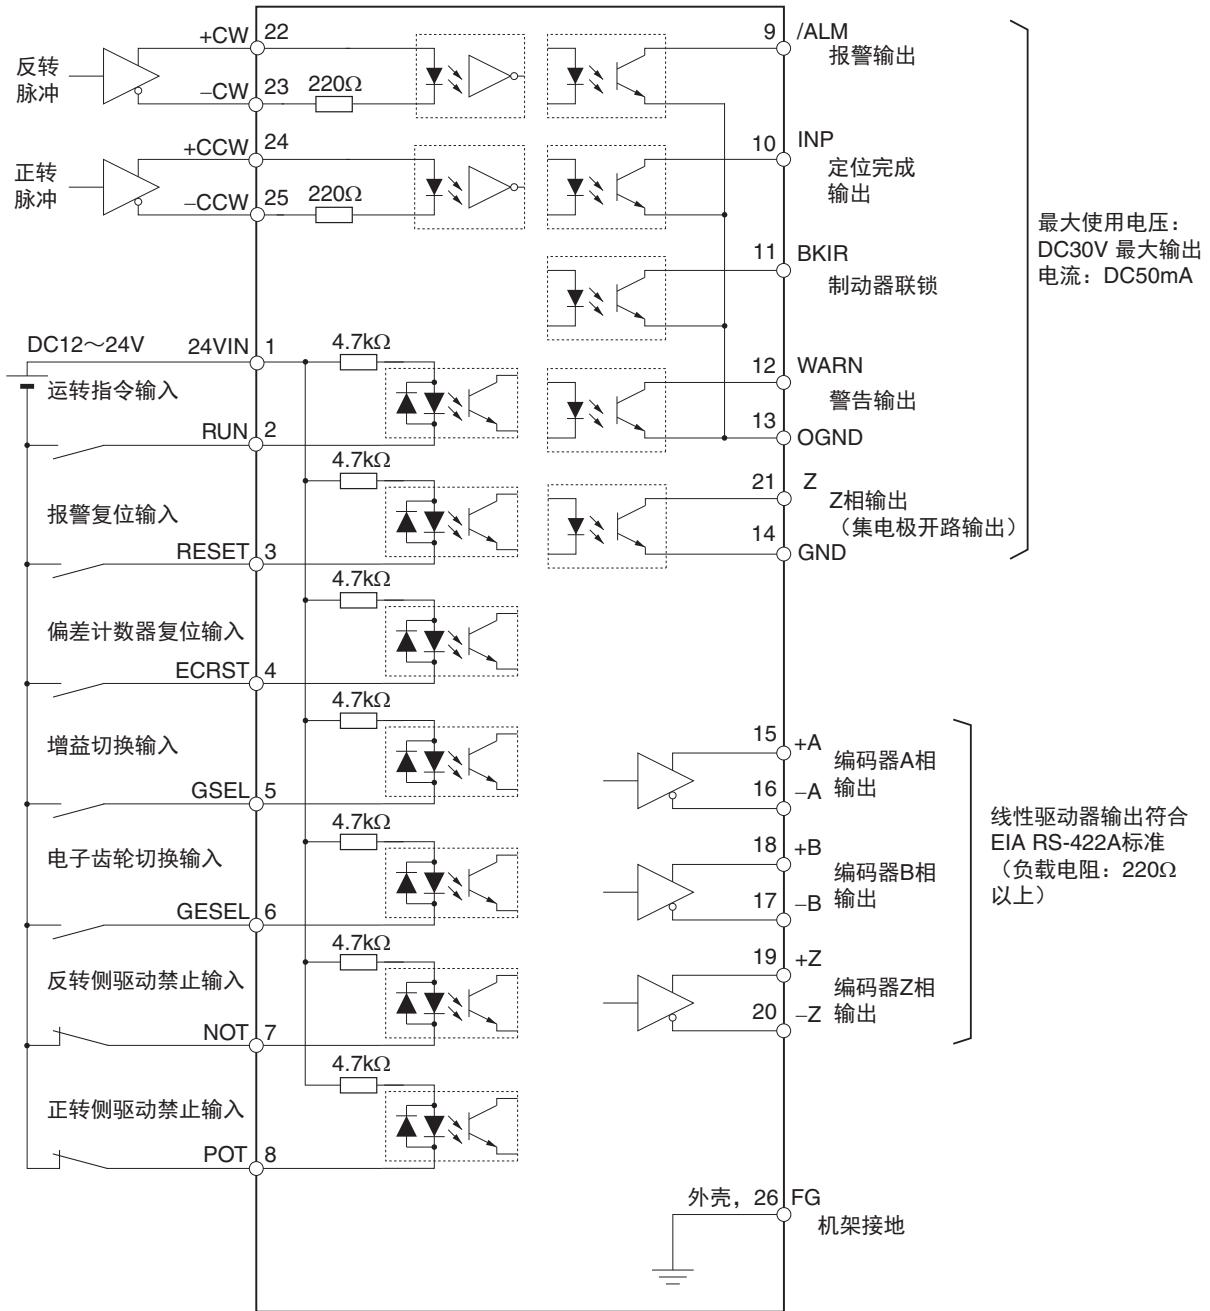 +CW 22
反转
脉冲
−CW 23 220Ω
+CCW 24
正转
脉冲
−CCW 25 220Ω
DC12～24V 24VIN 1 4.7kΩ
运转指令输入
RUN 2
4.7kΩ
报警复位输入
RESET 3
4.7kΩ
偏差计数器复位输入
ECRST 4
4.7kΩ
增益切换输入
GSEL 5
4.7kΩ
电子齿轮切换输入
GESEL 6
4.7kΩ
反转侧驱动禁止输入
NOT 7
4.7kΩ
正转侧驱动禁止输入
POT 8
9 /ALM
报警输出
10 INP
定位完成
输出
11 BKIR
制动器联锁
12 WARN
警告输出
13 OGND
21 Z
Z相输出
（集电极开路输出）
14 GND
最大使用电压：
DC30V 最大输出
电流：DC50mA
15 +A
编码器A相
16 −A 输出
18 +B
编码器B相
17 −B 输出
19 +Z
编码器Z相
20 −Z 输出
线性驱动器输出符合
EIA RS-422A标准
（负载电阻：220Ω
以上）
外壳，26 FG
机架接地